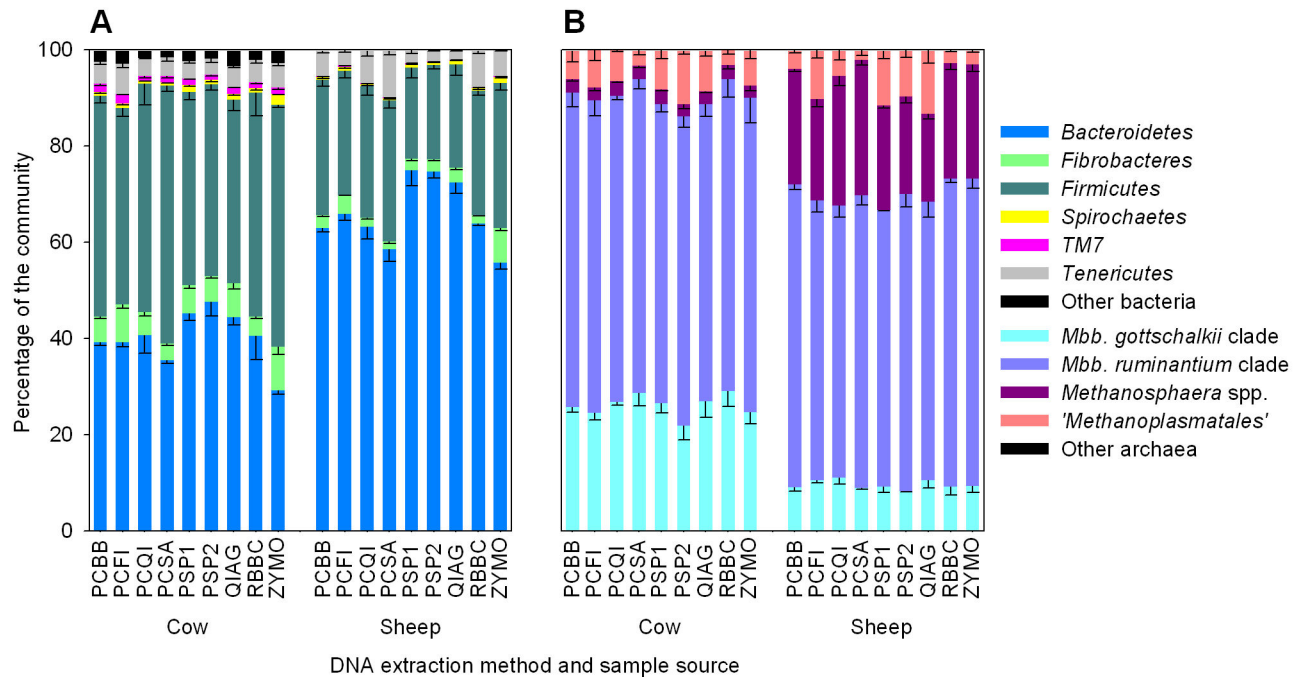 A
B
Percentage of the community
100
80
60
40
20
0
PCBB
PCFI
PCQI
PCSA
PSP1
PSP2
QIAG
RBBC
ZYMO
PCBB
PCFI
PCQI
PCSA
PSP1
PSP2
QIAG
RBBC
ZYMO
PCBB
PCFI
PCQI
PCSA
PSP1
PSP2
QIAG
RBBC
ZYMO
PCBB
PCFI
PCQI
PCSA
PSP1
PSP2
QIAG
RBBC
ZYMO
Cow
Sheep
Cow
Sheep
DNA extraction method and sample source
Bacteroidetes
Fibrobacteres
Firmicutes
Spirochaetes
TM7
Tenericutes
Other bacteria
Mbb. gottschalkii clade
Mbb. ruminantium clade
Methanosphaera spp.
'Methanoplasmatales'
Other archaea